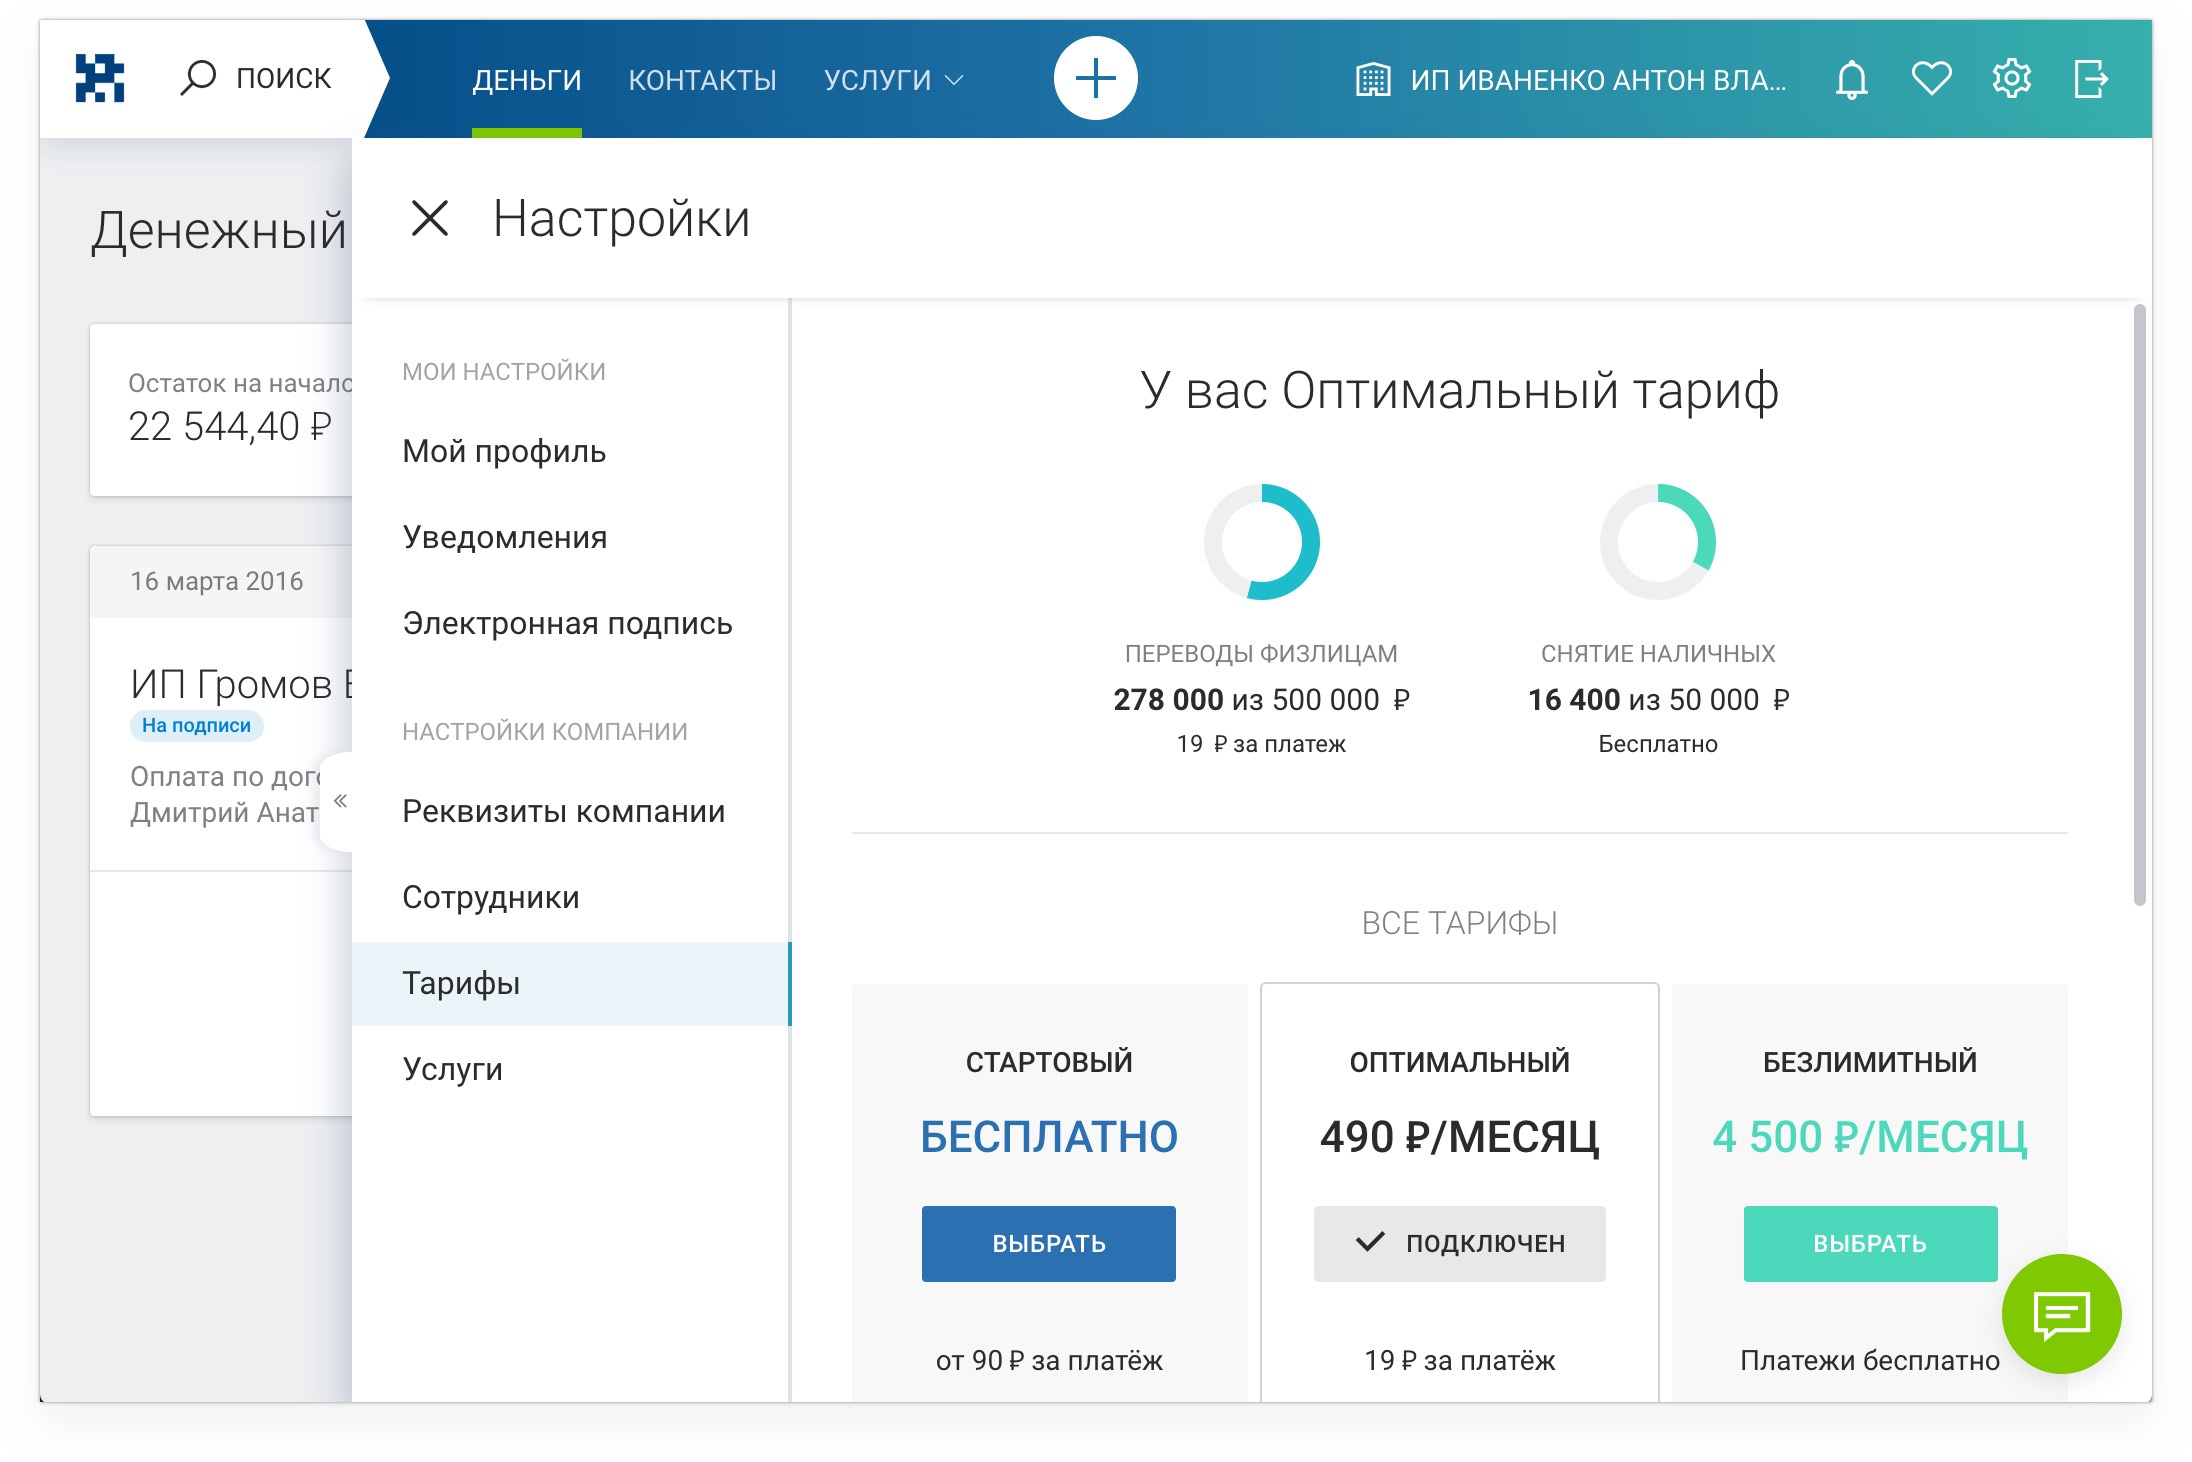 ПОИСК
ДЕНЬГИ
КОНТАКТЫ
УСЛУГИ
ИП ИВАНЕНКО АНТОН ВЛА...
Денежный
Остаток на начало
22 544,40 ₽
16 марта 2016
ИП Громов
На подписи
Оплата по дог
Дмитрий Анат
«
Настройки
МОИ НАСТРОЙКИ
Мой профиль
Уведомления
Электронная подпись
НАСТРОЙКИ КОМПАНИИ
Реквизиты компании
Сотрудники
Тарифы
Услуги
У вас Оптимальный тариф
ПЕРЕВОДЫ ФИЗЛИЦАМ
278 000 из 500 000 ₽
19 ₽ за платеж
СНЯТИЕ НАЛИЧНЫХ
16 400 из 50 000 ₽
Бесплатно
ВСЕ ТАРИФЫ
СТАРТОВЫЙ
БЕСПЛАТНО
ВЫБРАТЬ
от 90 ₽ за платёж
ОПТИМАЛЬНЫЙ
490 ₽/МЕСЯЦ
ПОДКЛЮЧЕН
19 ₽ за платёж
БЕЗЛИМИТНЫЙ
4 500 ₽/МЕСЯЦ
ВЫБРАТЬ
Платежи бесплатно